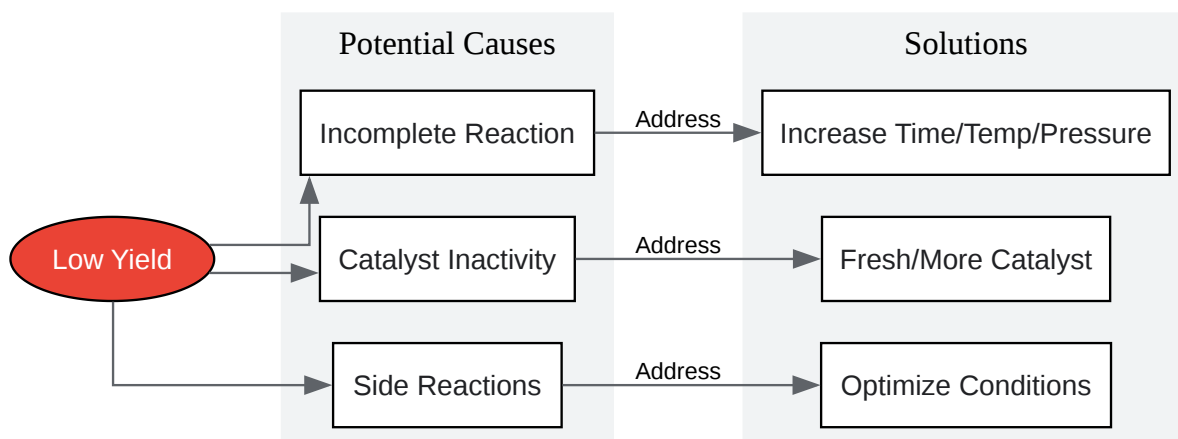 Potential Causes
Solutions
Incomplete Reaction
Address
Increase Time/Temp/Pressure
Low Yield
Catalyst Inactivity
Address
Fresh/More Catalyst
Side Reactions
Address
Optimize Conditions